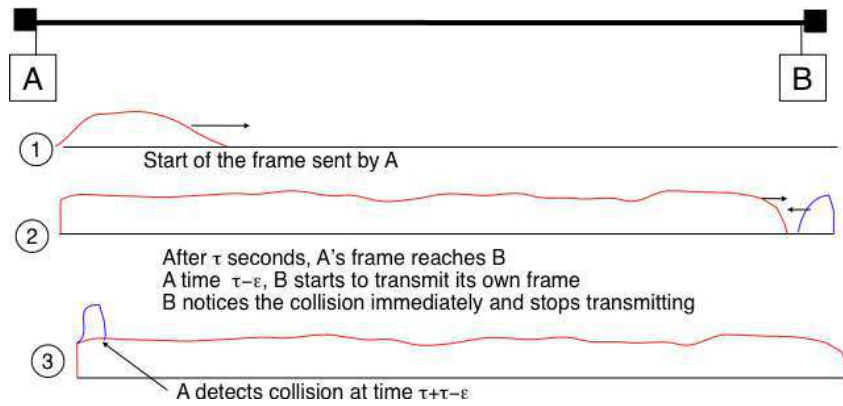 A
B
1
Start of the frame sent by A
2
After τ seconds, A's frame reaches B
A time τ–ε, B starts to transmit its own frame
B notices the collision immediately and stops transmitting
3
A detects collision at time τ+τ–ε